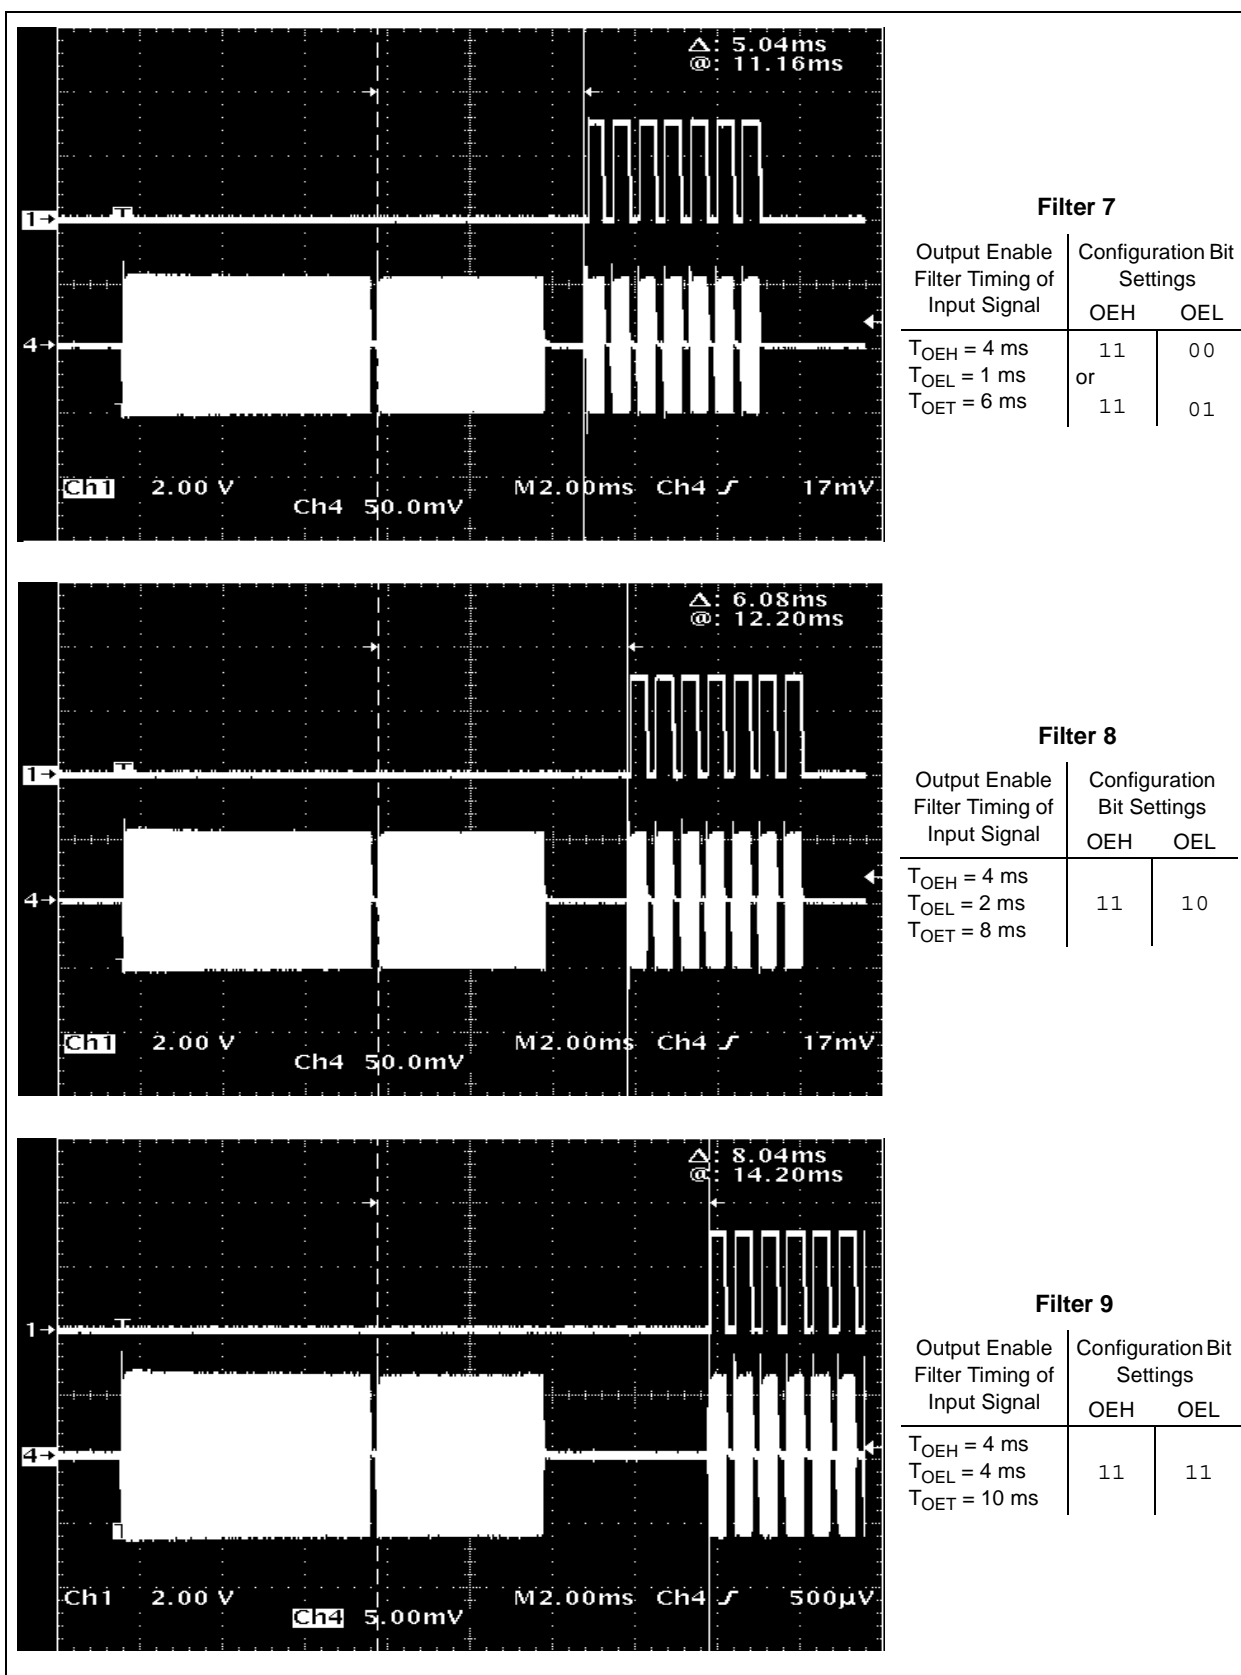 Δ: 5.04ms
@: 11.16ms
1→
4→
Ch1 2.00 V M2.00ms Ch4 17mV
Ch4 50.0mV
Filter 7
Output Enable Filter Timing of Input Signal
Configuration Bit Settings
OEH OEL
TOEH = 4 ms 11 00
TOEL = 1 ms or
TOET = 6 ms 11 01
Δ: 6.08ms
@: 12.20ms
1→
4→
Ch1 2.00 V M2.00ms Ch4 17mV
Ch4 50.0mV
Filter 8
Output Enable Filter Timing of Input Signal
Configuration Bit Settings
OEH OEL
TOEH = 4 ms
TOEL = 2 ms 11 10
TOET = 8 ms
Δ: 8.04ms
@: 14.20ms
1→
4→
Ch1 2.00 V M2.00ms Ch4 500µV
Ch4 5.00mV
Filter 9
Output Enable Filter Timing of Input Signal
Configuration Bit Settings
OEH OEL
TOEH = 4 ms
TOEL = 4 ms 11 11
TOET = 10 ms